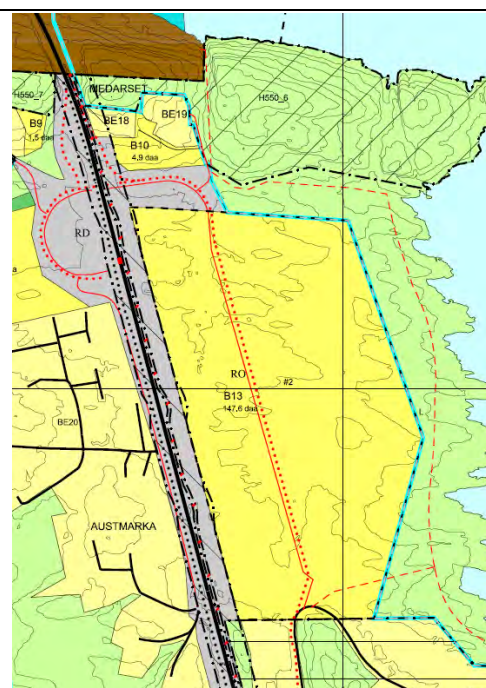 NEDARSEI
H550_7
H550_6
BE19
BE18
B9
1,5 daa
B10
4,9 daa
RD
RO
#2
B13
147,6 daa
BE20
AUSTMARKA